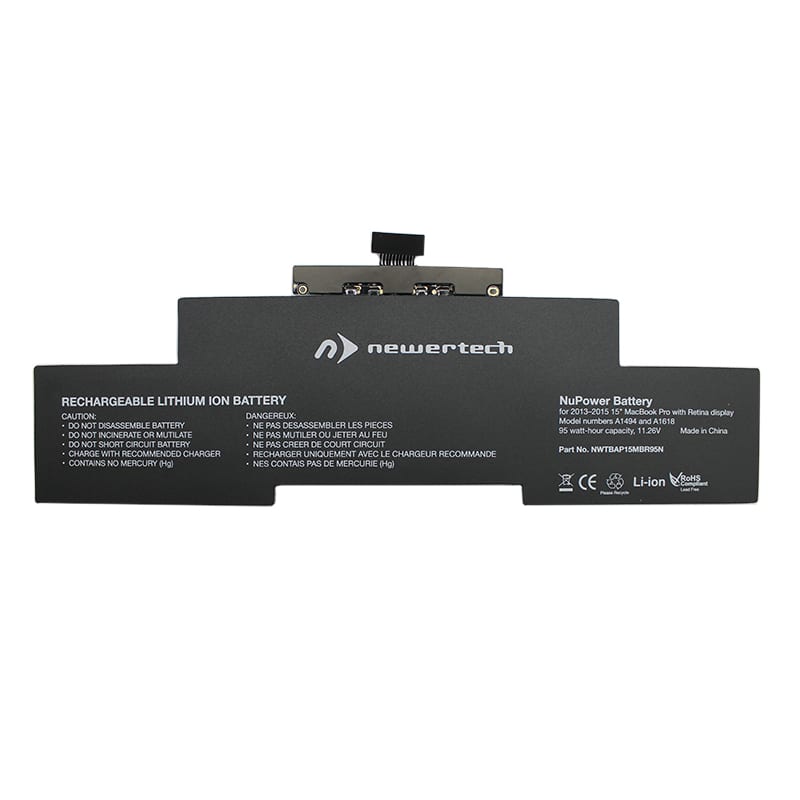 newertech
RECHARGEABLE LITHIUM ION BATTERY
CAUTION:
• DO NOT DISASSEMBLE BATTERY
• DO NOT INCINERATE OR MUTILATE
• DO NOT SHORT CIRCUIT BATTERY
• CHARGE WITH RECOMMENDED CHARGER
• CONTAINS NO MERCURY (Hg)
DANGEREUX:
• NE PAS DESASSEMBLER LES PIECES
• NE PAS MUTILER OU JETER AU FEU
• NE PAS CREER DE COURT CIRCUIT
• RECHARGER UNIQUEMENT AVEC LE CHARGEUR RECOMMANDE
• NES CONTAIS PAS DE MERCURIE (Hg)
NuPower Battery
for 2013–2015 15" MacBook Pro with Retina display
Model numbers A1494 and A1618
95 watt-hour capacity, 11.26V Made in China
Part No. NWTBAP15MBR95N
CE Please Recycle Li-ion RoHS Compliant Lead Free